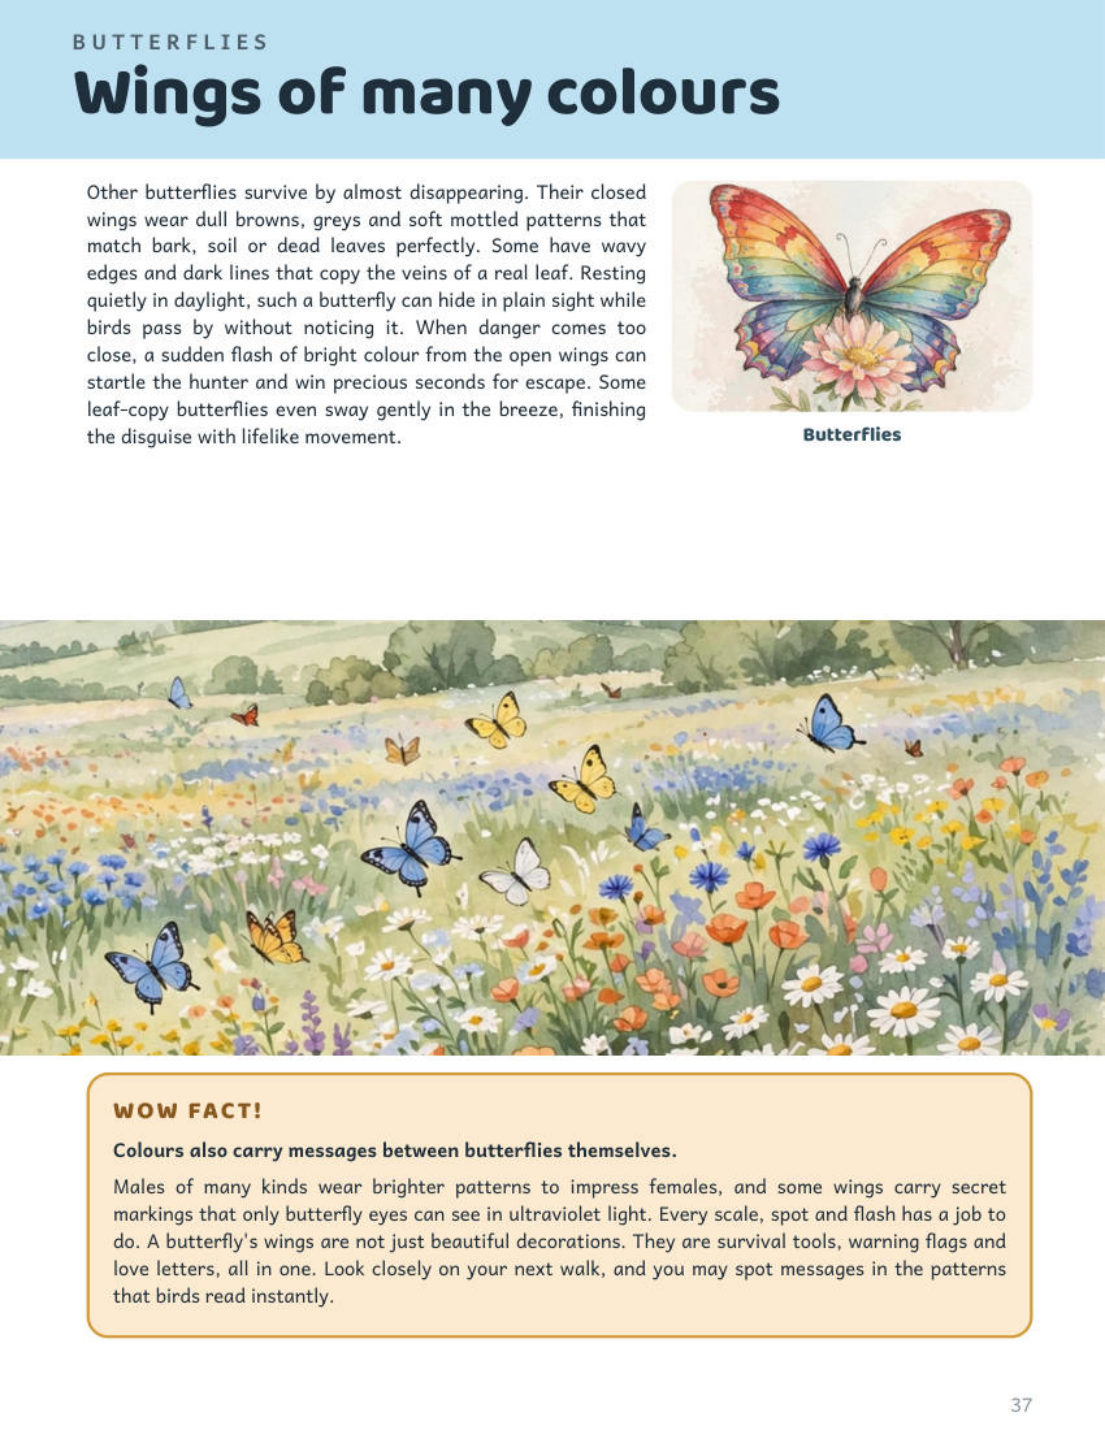 BUTTERFLIES
Wings of many colours
Other butterflies survive by almost disappearing. Their closed
wings wear dull browns, greys and soft mottled patterns that
match bark, soil or dead leaves perfectly. Some have wavy
edges and dark lines that copy the veins of a real leaf. Resting
quietly in daylight, such a butterfly can hide in plain sight while
birds pass by without noticing it. When danger comes too
close, a sudden flash of bright colour from the open wings can
startle the hunter and win precious seconds for escape. Some
leaf-copy butterflies even sway gently in the breeze, finishing
the disguise with lifelike movement.
Butterflies
WOW FACT!
Colours also carry messages between butterflies themselves.
Males of many kinds wear brighter patterns to impress females, and some wings carry secret
markings that only butterfly eyes can see in ultraviolet light. Every scale, spot and flash has a job to
do. A butterfly's wings are not just beautiful decorations. They are survival tools, warning flags and
love letters, all in one. Look closely on your next walk, and you may spot messages in the patterns
that birds read instantly.
37